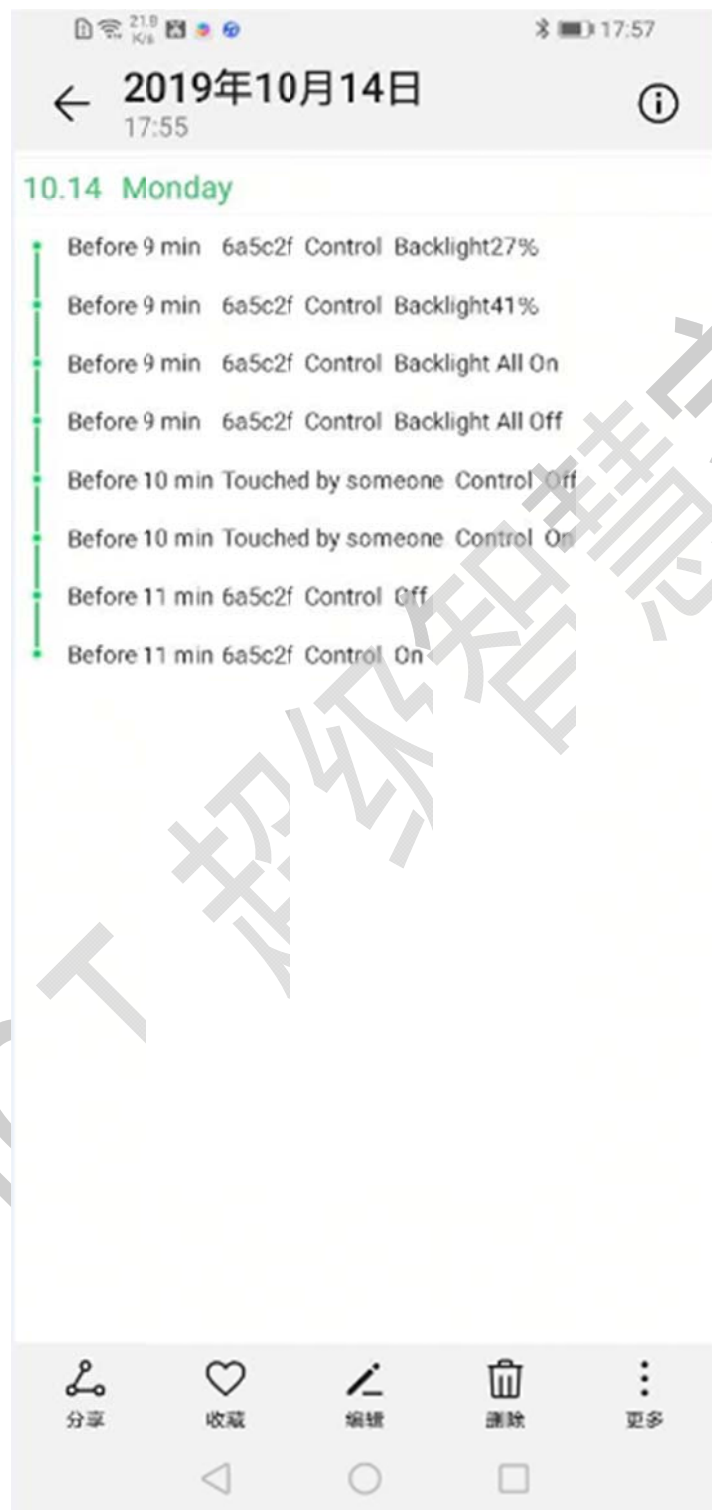 21.9 K/s 17:57
2019年10月14日
17:55
10.14 Monday
Before 9 min 6a5c2f Control Backlight27%
Before 9 min 6a5c2f Control Backlight41%
Before 9 min 6a5c2f Control Backlight All On
Before 9 min 6a5c2f Control Backlight All Off
Before 10 min Touched by someone Control Off
Before 10 min Touched by someone Control On
Before 11 min 6a5c2f Control Off
Before 11 min 6a5c2f Control On
T 超级智慧
分享 收藏 编辑 删除 更多